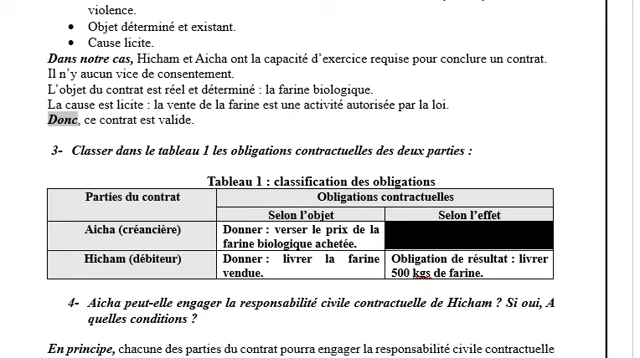 violence.
• Objet déterminé et existant.
• Cause licite.
Dans notre cas, Hicham et Aicha ont la capacité d’exercice requise pour conclure un contrat.
Il n’y aucun vice de consentement.
L’objet du contrat est réel et déterminé : la farine biologique.
La cause est licite : la vente de la farine est une activité autorisée par la loi.
Donc, ce contrat est valide.
3- Classer dans le tableau 1 les obligations contractuelles des deux parties :
Tableau 1 : classification des obligations
Parties du contrat Obligations contractuelles
Selon l’objet Selon l’effet
Aicha (créancière) Donner : verser le prix de la
farine biologique achetée.
Hicham (débiteur) Donner : livrer la farine Obligation de résultat : livrer
vendue. 500 kgs de farine.
4- Aicha peut-elle engager la responsabilité civile contractuelle de Hicham ? Si oui, A
quelles conditions ?
En principe, chacune des parties du contrat pourra engager la responsabilité civile contractuelle